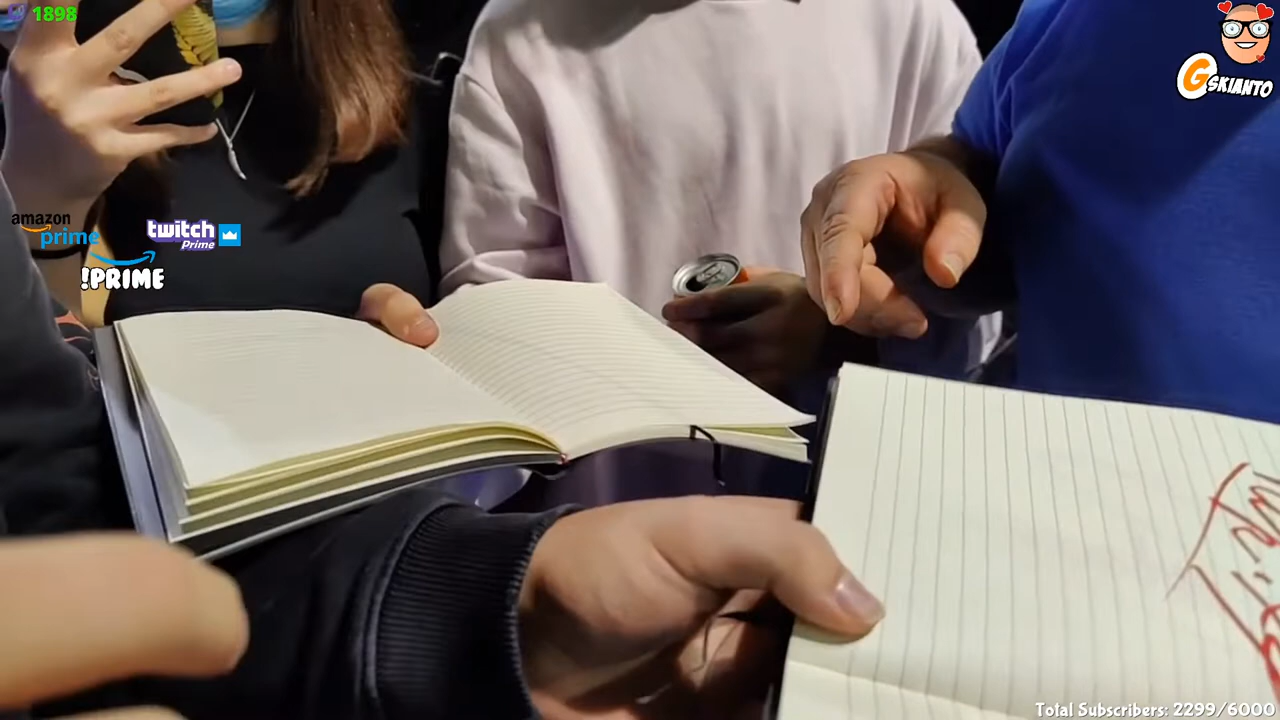 1898
GSKIANTO
amazon
prime
twitch
Prime
!PRIME
Total Subscribers: 2299/6000